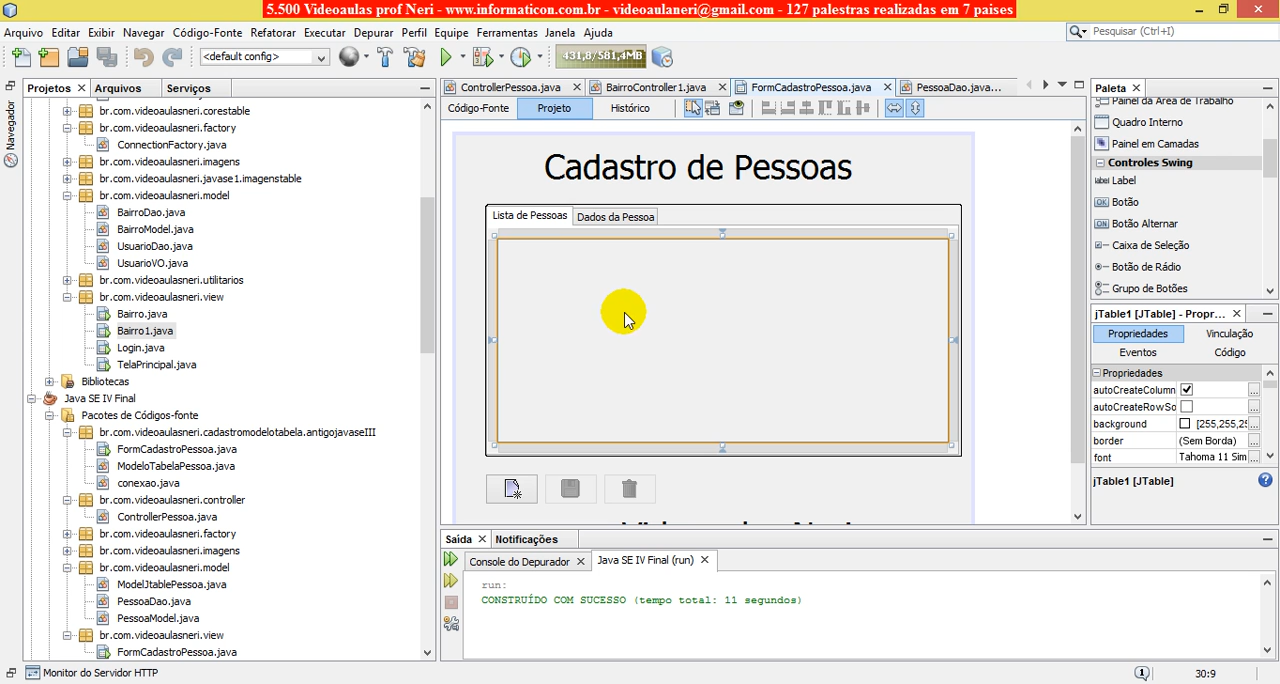 5.500 Videoaulas prof Neri - www.informaticon.com.br - videoaulaneri@gmail.com - 127 palestras realizadas em 7 paises
Arquivo Editar Exibir Navegar Código-Fonte Refatorar Executar Depurar Perfil Equipe Ferramentas Janela Ajuda
Pesquisar (Ctrl+I)
<default config>
431,8/581,4MB
Projetos
Arquivos
Serviços
Navegador
br.com.videoaulasneri.corestable
br.com.videoaulasneri.factory
ConnectionFactory.java
br.com.videoaulasneri.imagens
br.com.videoaulasneri.javase1.imagenstable
br.com.videoaulasneri.model
BairroDao.java
BairroModel.java
UsuarioDao.java
UsuarioVO.java
br.com.videoaulasneri.utilitarios
br.com.videoaulasneri.view
Bairro.java
Bairro1.java
Login.java
TelaPrincipal.java
Bibliotecas
Java SE IV Final
Pacotes de Códigos-fonte
br.com.videoaulasneri.cadastromodelotabela.antigojavaseIII
FormCadastroPessoa.java
ModeloTabelaPessoa.java
conexao.java
br.com.videoaulasneri.controller
ControllerPessoa.java
br.com.videoaulasneri.factory
br.com.videoaulasneri.imagens
br.com.videoaulasneri.model
ModelJtablePessoa.java
PessoaDao.java
PessoaModel.java
br.com.videoaulasneri.view
FormCadastroPessoa.java
ControllerPessoa.java
BairroController1.java
FormCadastroPessoa.java
PessoaDao.java...
Código-Fonte
Projeto
Histórico
Cadastro de Pessoas
Lista de Pessoas
Dados da Pessoa
Paleta
Painel da Área de Trabalho
Quadro Interno
Painel em Camadas
Controles Swing
label Label
OK Botão
ON Botão Alternar
Caixa de Seleção
Botão de Rádio
Grupo de Botões
jTable1 [JTable] - Propr...
Propriedades
Vinculação
Eventos
Código
Propriedades
autoCreateColumn
autoCreateRowSo
background [255,255,25
border (Sem Borda)
font Tahoma 11 Sim
jTable1 [JTable]
Saída
Notificações
Console do Depurador
Java SE IV Final (run)
run:
CONSTRUÍDO COM SUCESSO (tempo total: 11 segundos)
Monitor do Servidor HTTP
1
30:9